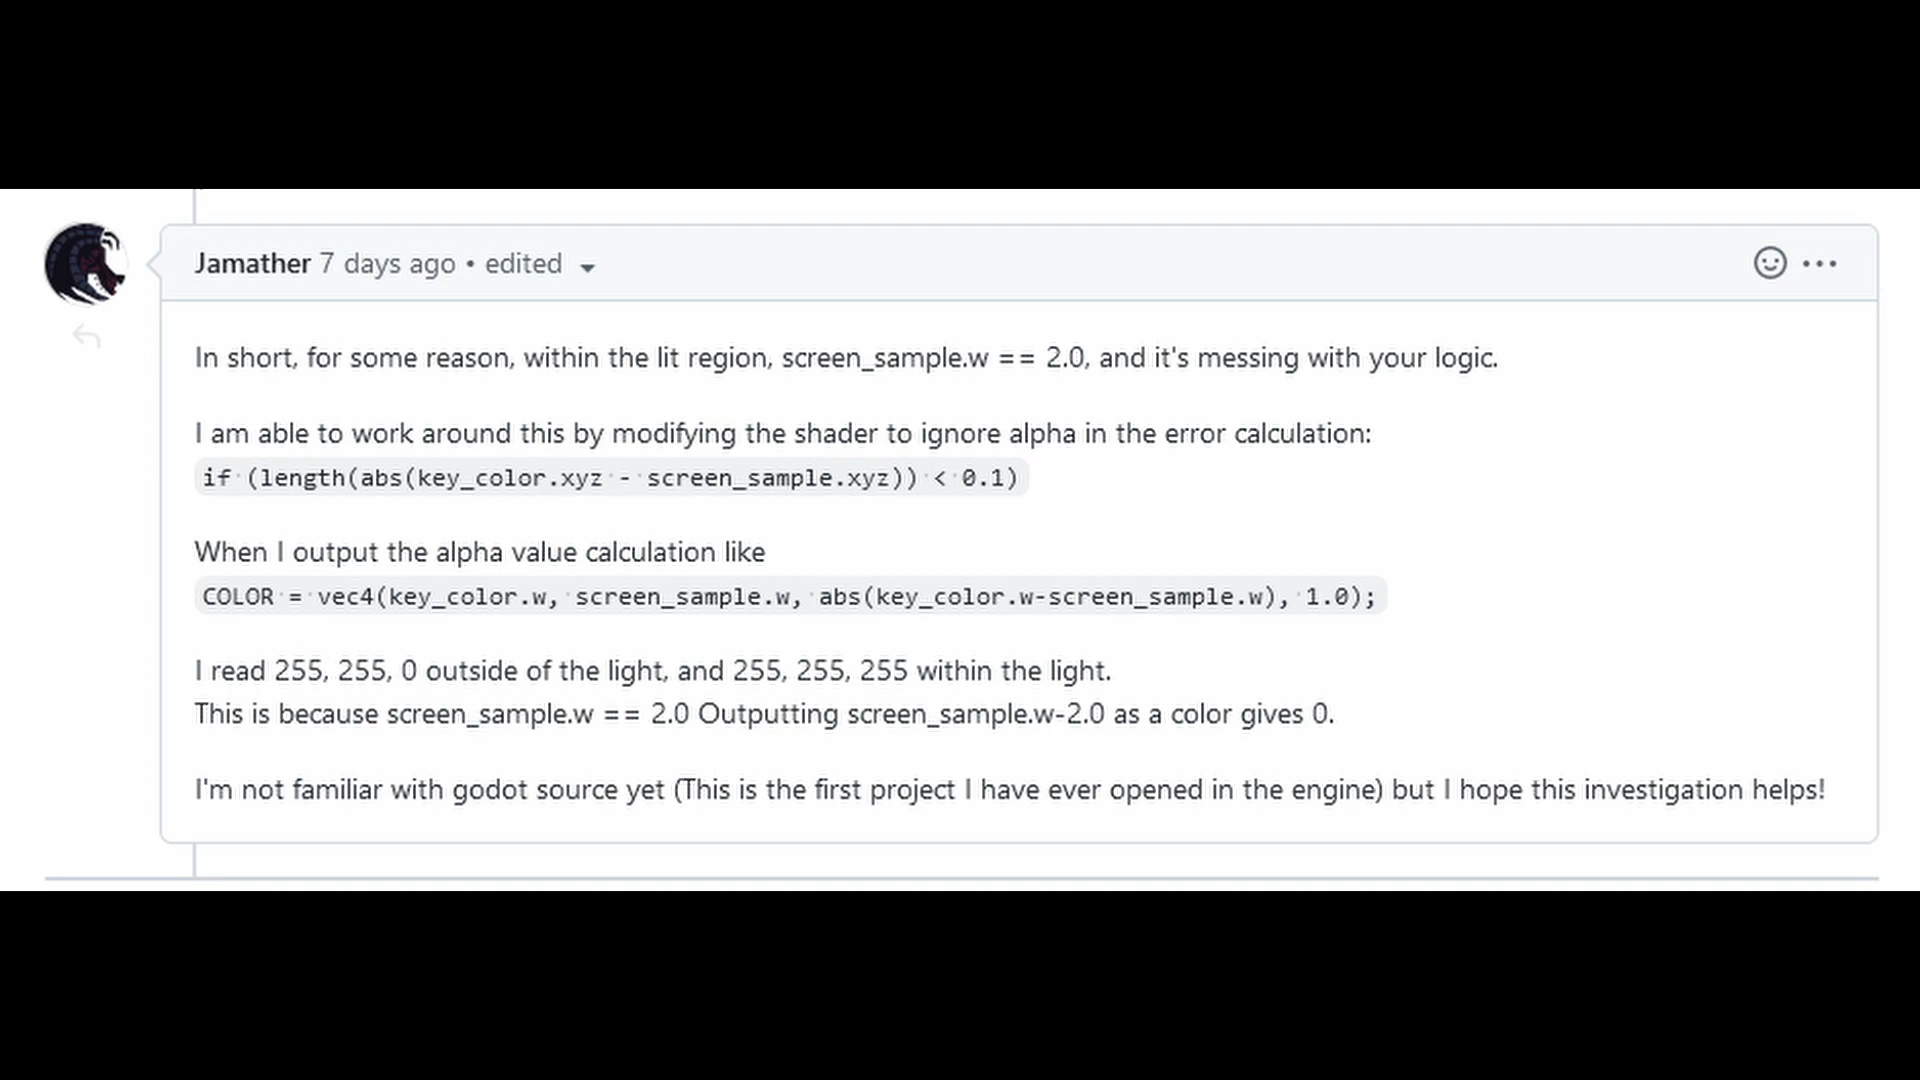 Jamather 7 days ago • edited
In short, for some reason, within the lit region, screen_sample.w == 2.0, and it's messing with your logic.
I am able to work around this by modifying the shader to ignore alpha in the error calculation:
if (length(abs(key_color.xyz - screen_sample.xyz)) < 0.1)
When I output the alpha value calculation like
COLOR = vec4(key_color.w, screen_sample.w, abs(key_color.w-screen_sample.w), 1.0);
I read 255, 255, 0 outside of the light, and 255, 255, 255 within the light.
This is because screen_sample.w == 2.0 Outputting screen_sample.w-2.0 as a color gives 0.
I'm not familiar with godot source yet (This is the first project I have ever opened in the engine) but I hope this investigation helps!